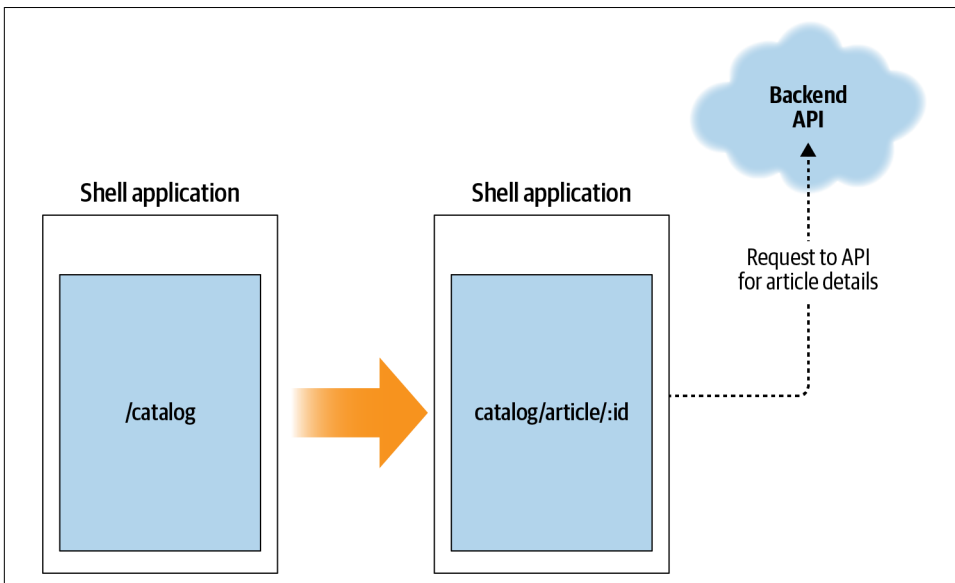 Backend
API
Shell application
Shell application
Request to API
for article details
/catalog
catalog/article/:id